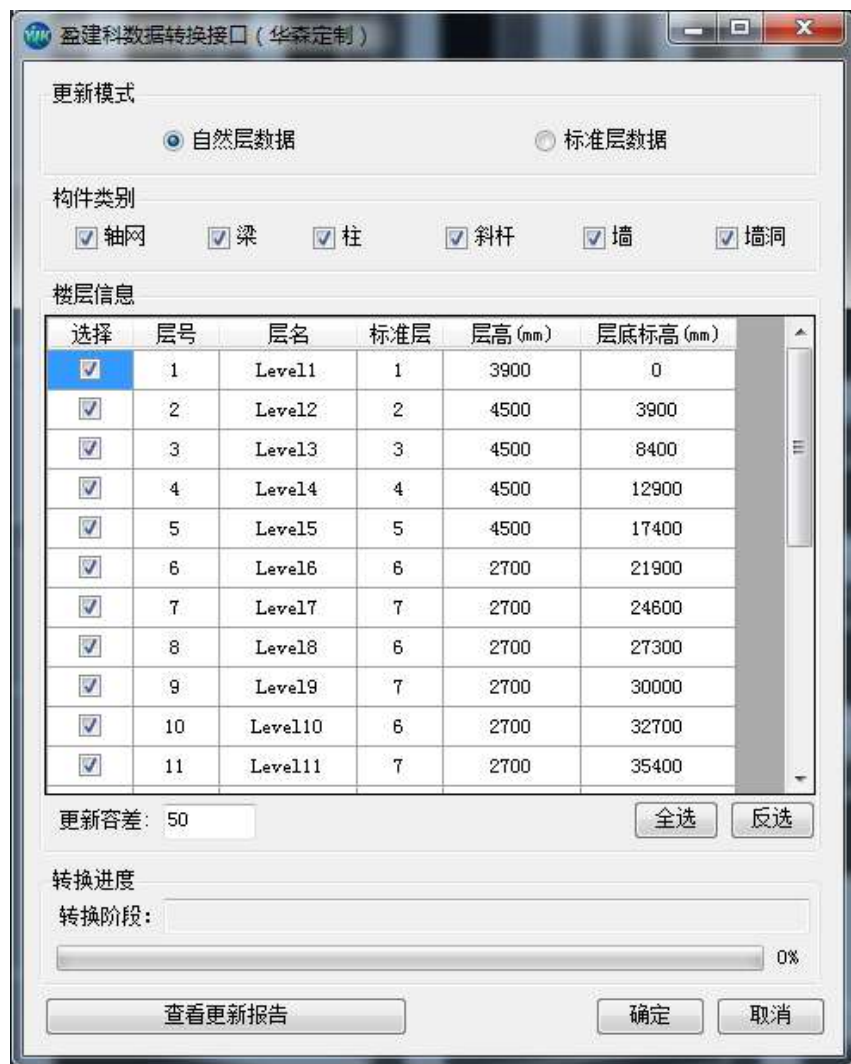 YJK 盈建科数据转换接口（华森定制）
更新模式
自然层数据 标准层数据
构件类别
轴网 梁 柱 斜杆 墙 墙洞
楼层信息
选择 层号 层名 标准层 层高(mm) 层底标高(mm)
1 Level1 1 3900 0
2 Level2 2 4500 3900
3 Level3 3 4500 8400
4 Level4 4 4500 12900
5 Level5 5 4500 17400
6 Level6 6 2700 21900
7 Level7 7 2700 24600
8 Level8 6 2700 27300
9 Level9 7 2700 30000
10 Level10 6 2700 32700
11 Level11 7 2700 35400
更新容差: 50 全选 反选
转换进度
转换阶段:
0%
查看更新报告 确定 取消